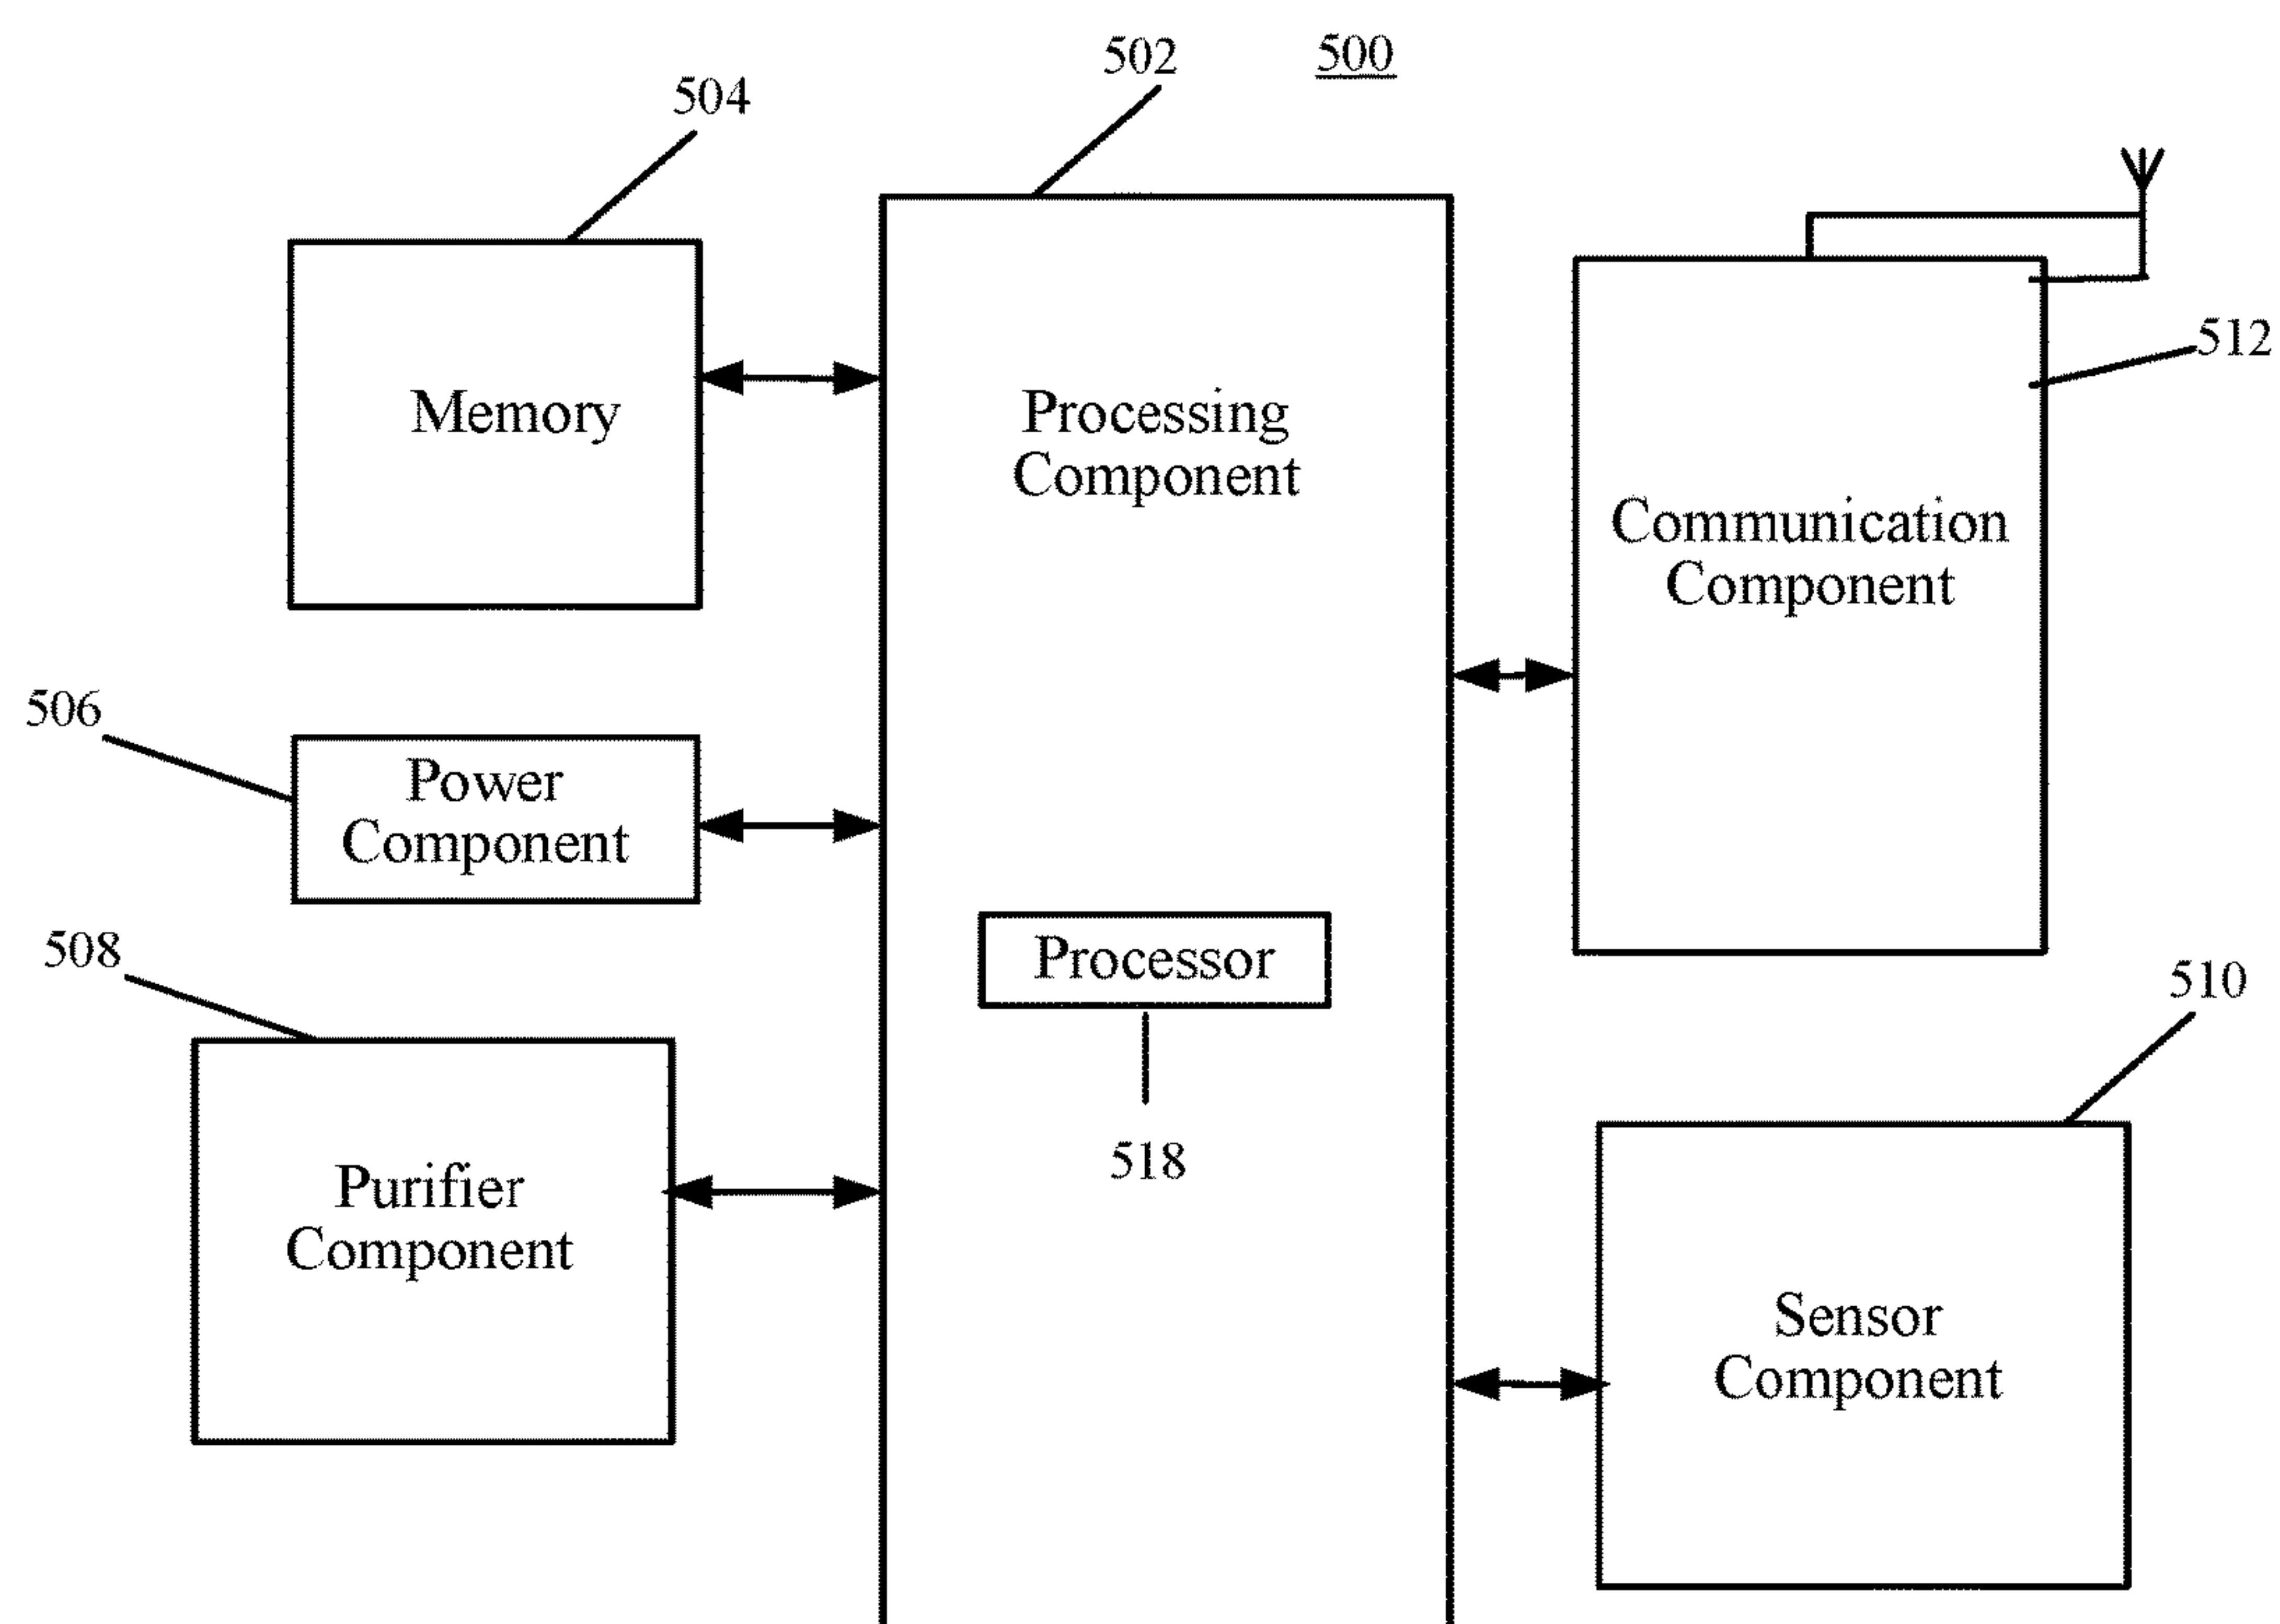 502
500
504
512
Memory
Processing
Component
Communication
Component
506
Power
Component
508
Processor
510
518
Purifier
Component
Sensor
Component